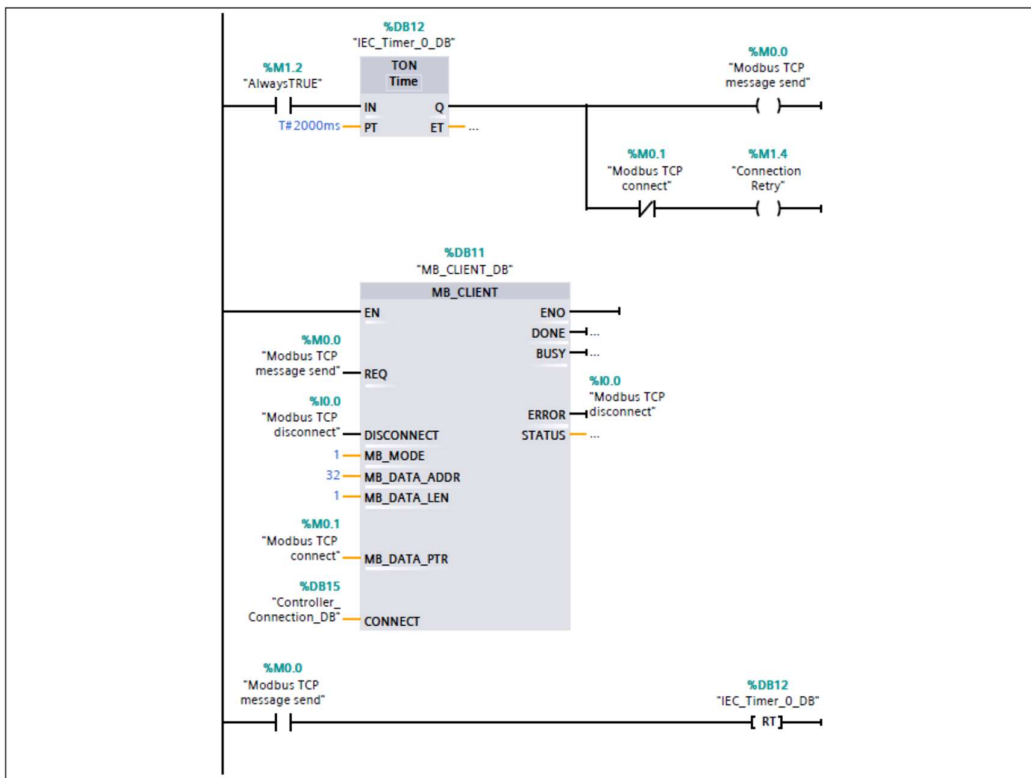 %DB12
"IEC_Timer_0_DB"
%M1.2
"AlwaysTRUE"
TON
Time
%M0.0
"Modbus TCP
message send"
IN Q
T#2000ms PT ET ...
%M0.1
"Modbus TCP
connect"
%M1.4
"Connection
Retry"
%DB11
"MB_CLIENT_DB"
MB_CLIENT
EN ENO
DONE ...
BUSY ...
%M0.0
"Modbus TCP
message send" REQ
%I0.0
"Modbus TCP
disconnect"
ERROR
%I0.0
"Modbus TCP
disconnect" DISCONNECT
STATUS ...
1 MB_MODE
32 MB_DATA_ADDR
1 MB_DATA_LEN
%M0.1
"Modbus TCP
connect" MB_DATA_PTR
%DB15
"Controller_
Connection_DB" CONNECT
%M0.0
"Modbus TCP
message send"
%DB12
"IEC_Timer_0_DB"
RT